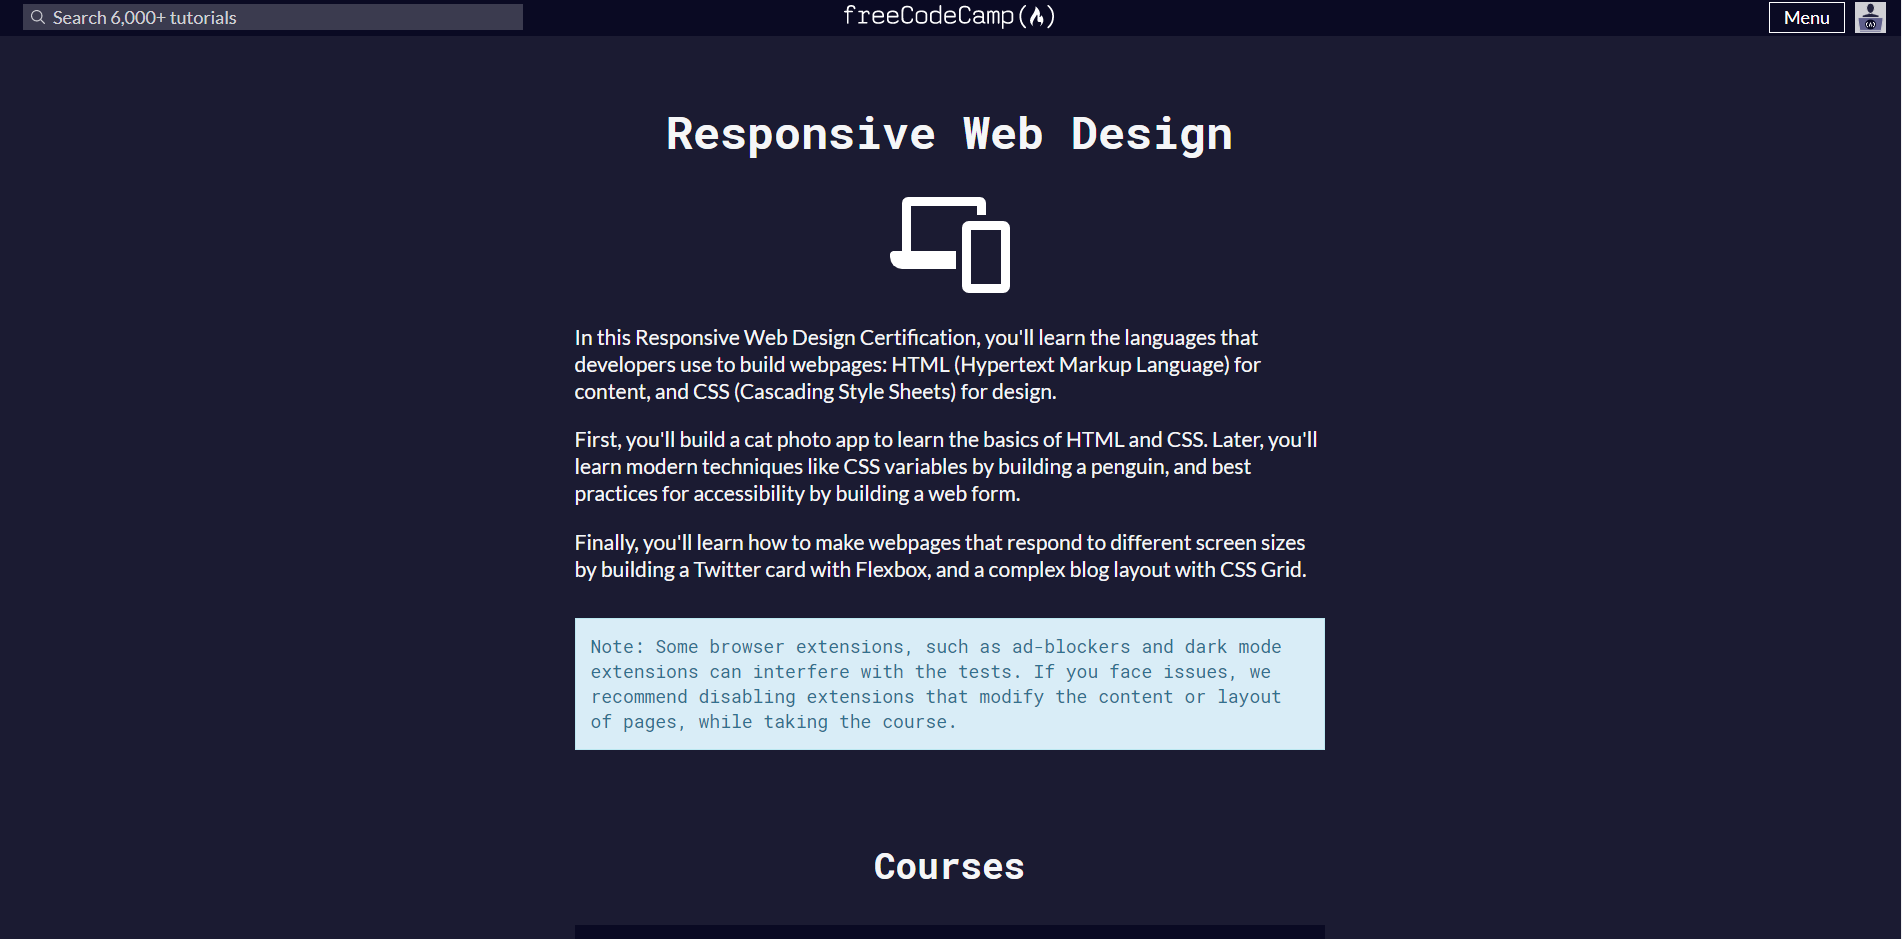 Search 6,000+ tutorials
freeCodeCamp(🔥)
Menu
Responsive Web Design
In this Responsive Web Design Certification, you'll learn the languages that
developers use to build webpages: HTML (Hypertext Markup Language) for
content, and CSS (Cascading Style Sheets) for design.
First, you'll build a cat photo app to learn the basics of HTML and CSS. Later, you'll
learn modern techniques like CSS variables by building a penguin, and best
practices for accessibility by building a web form.
Finally, you'll learn how to make webpages that respond to different screen sizes
by building a Twitter card with Flexbox, and a complex blog layout with CSS Grid.
Note: Some browser extensions, such as ad-blockers and dark mode
extensions can interfere with the tests. If you face issues, we
recommend disabling extensions that modify the content or layout
of pages, while taking the course.
Courses